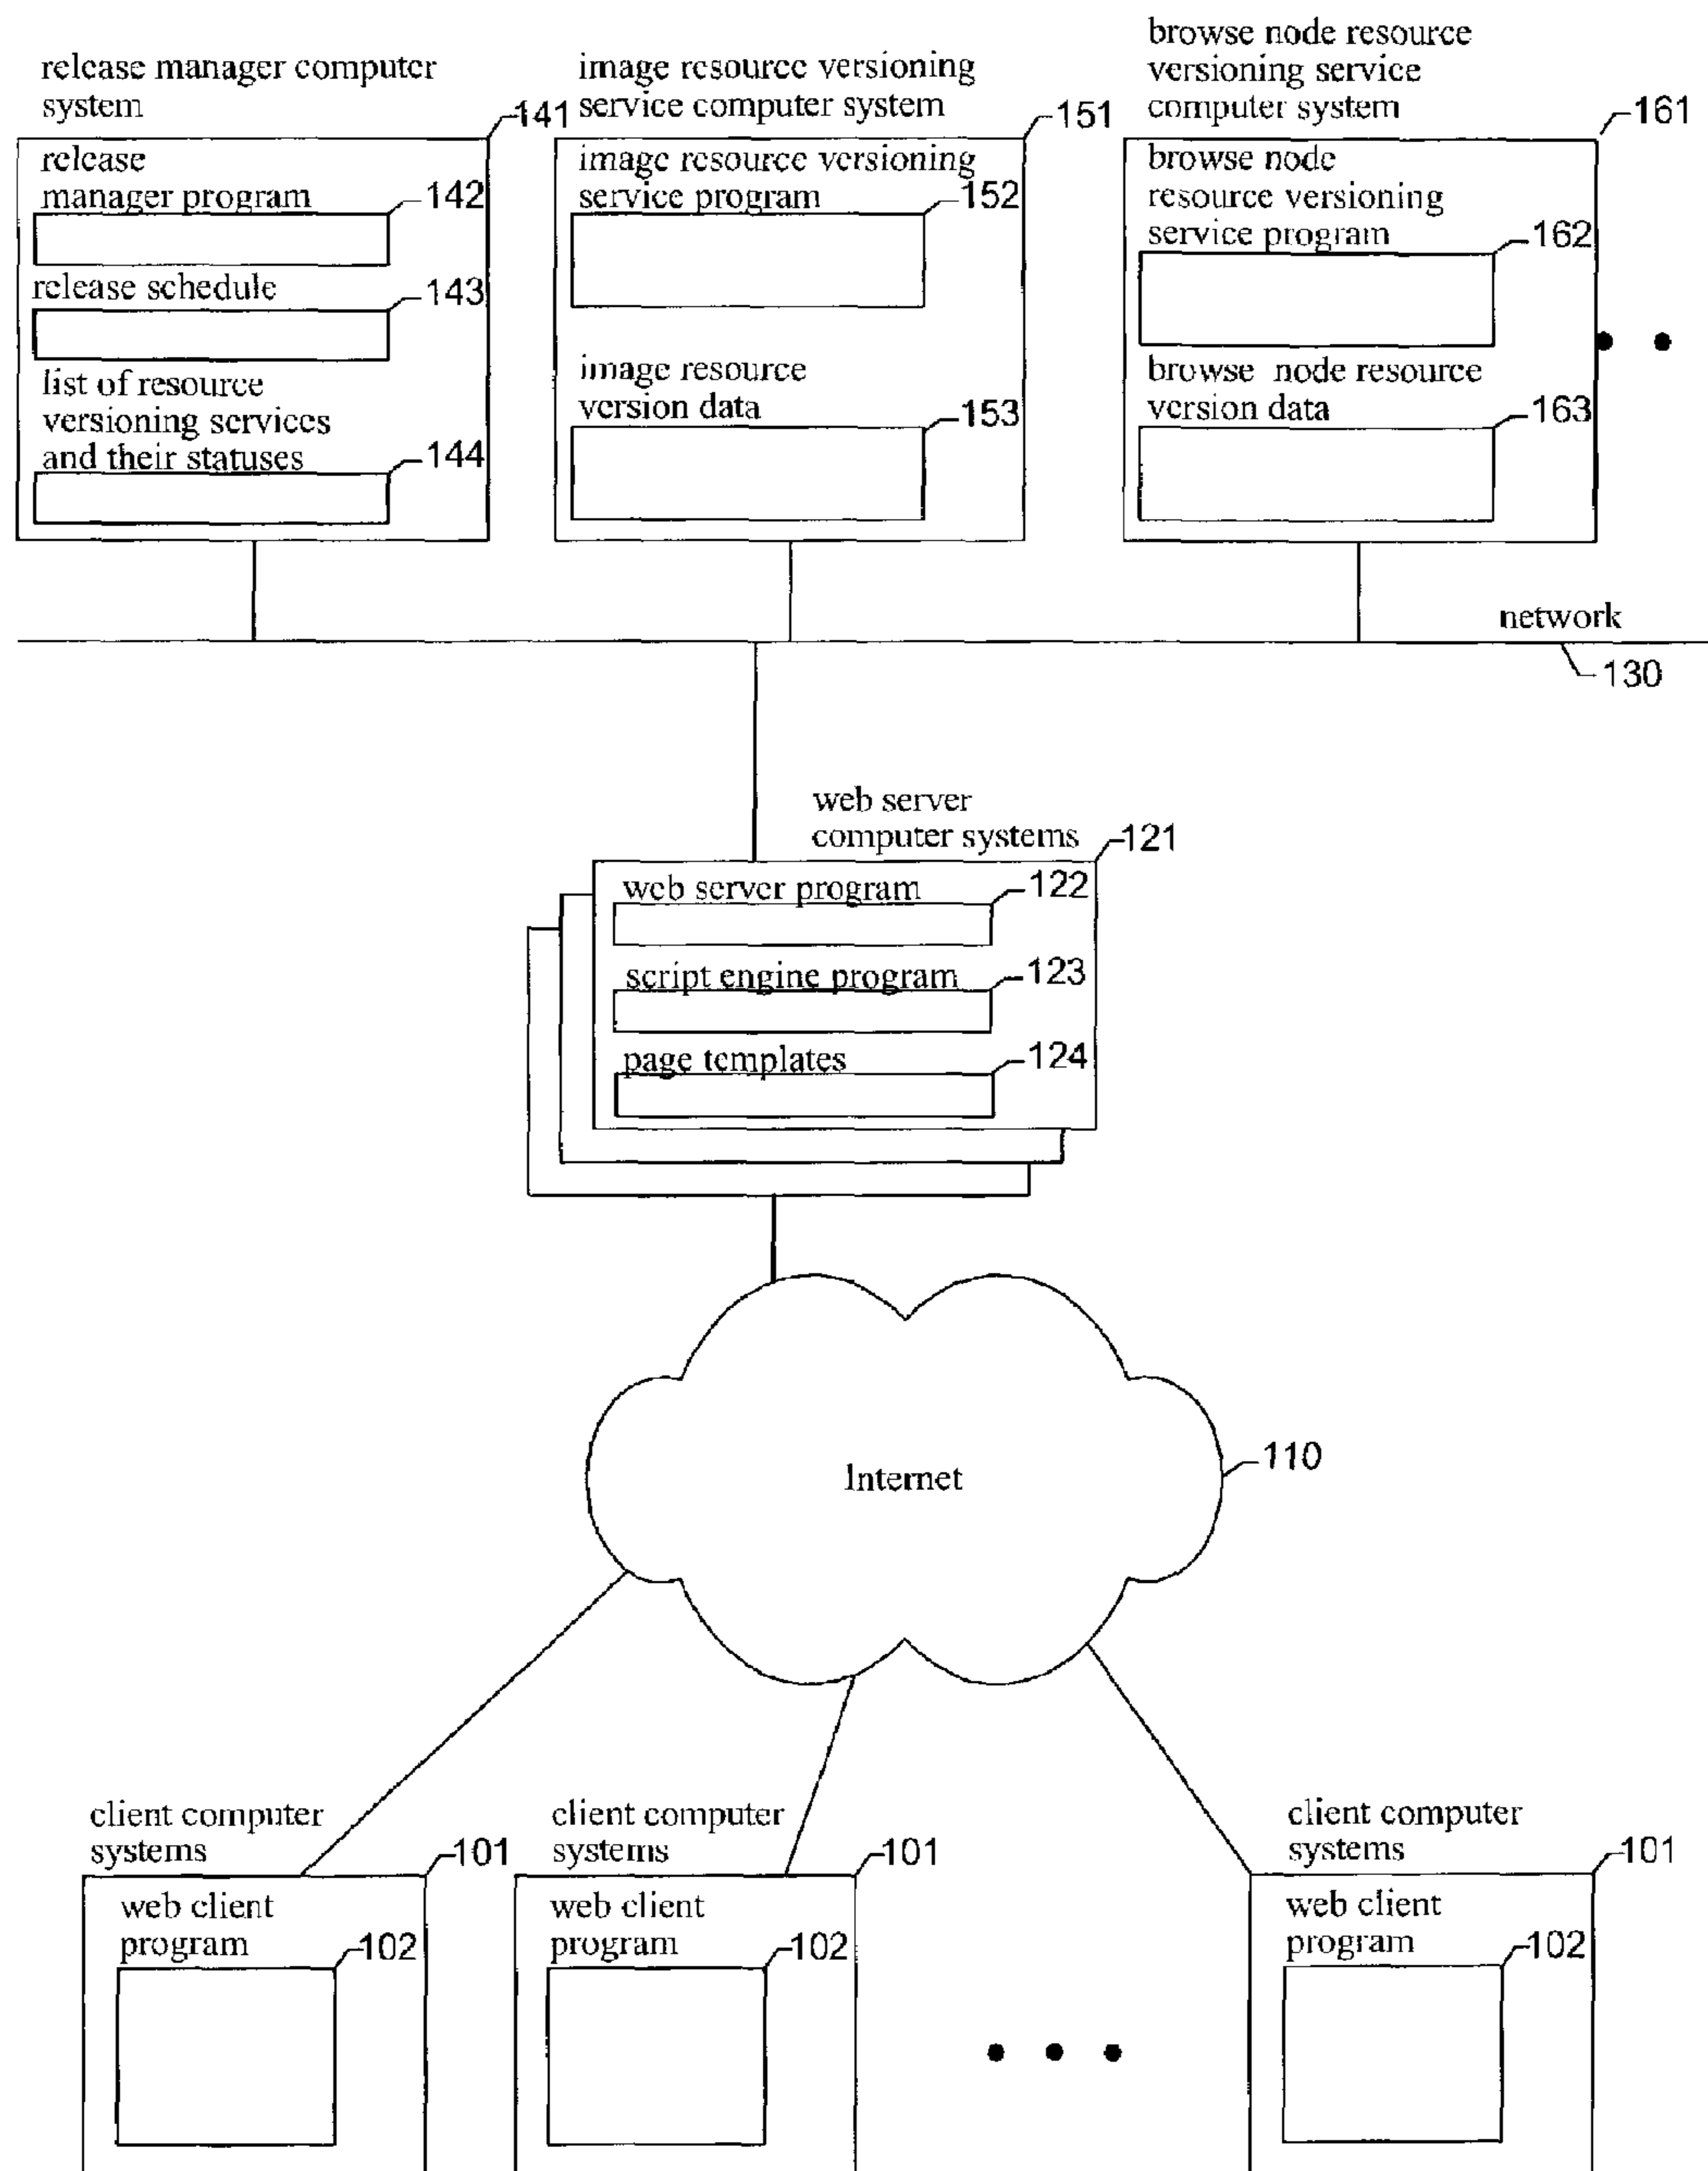 release manager computer
system
141
release
manager program
142
release schedule
143
list of resource
versioning services
and their statuses
144
image resource versioning
service computer system
151
image resource versioning
service program
152
image resource
version data
153
browse node resource
versioning service
computer system
161
browse node
resource versioning
service program
162
browse node resource
version data
163
network
130
web server
computer systems
121
web server program
122
script engine program
123
page templates
124
Internet
110
client computer
systems
101
web client
program
102
client computer
systems
101
web client
program
102
client computer
systems
101
web client
program
102